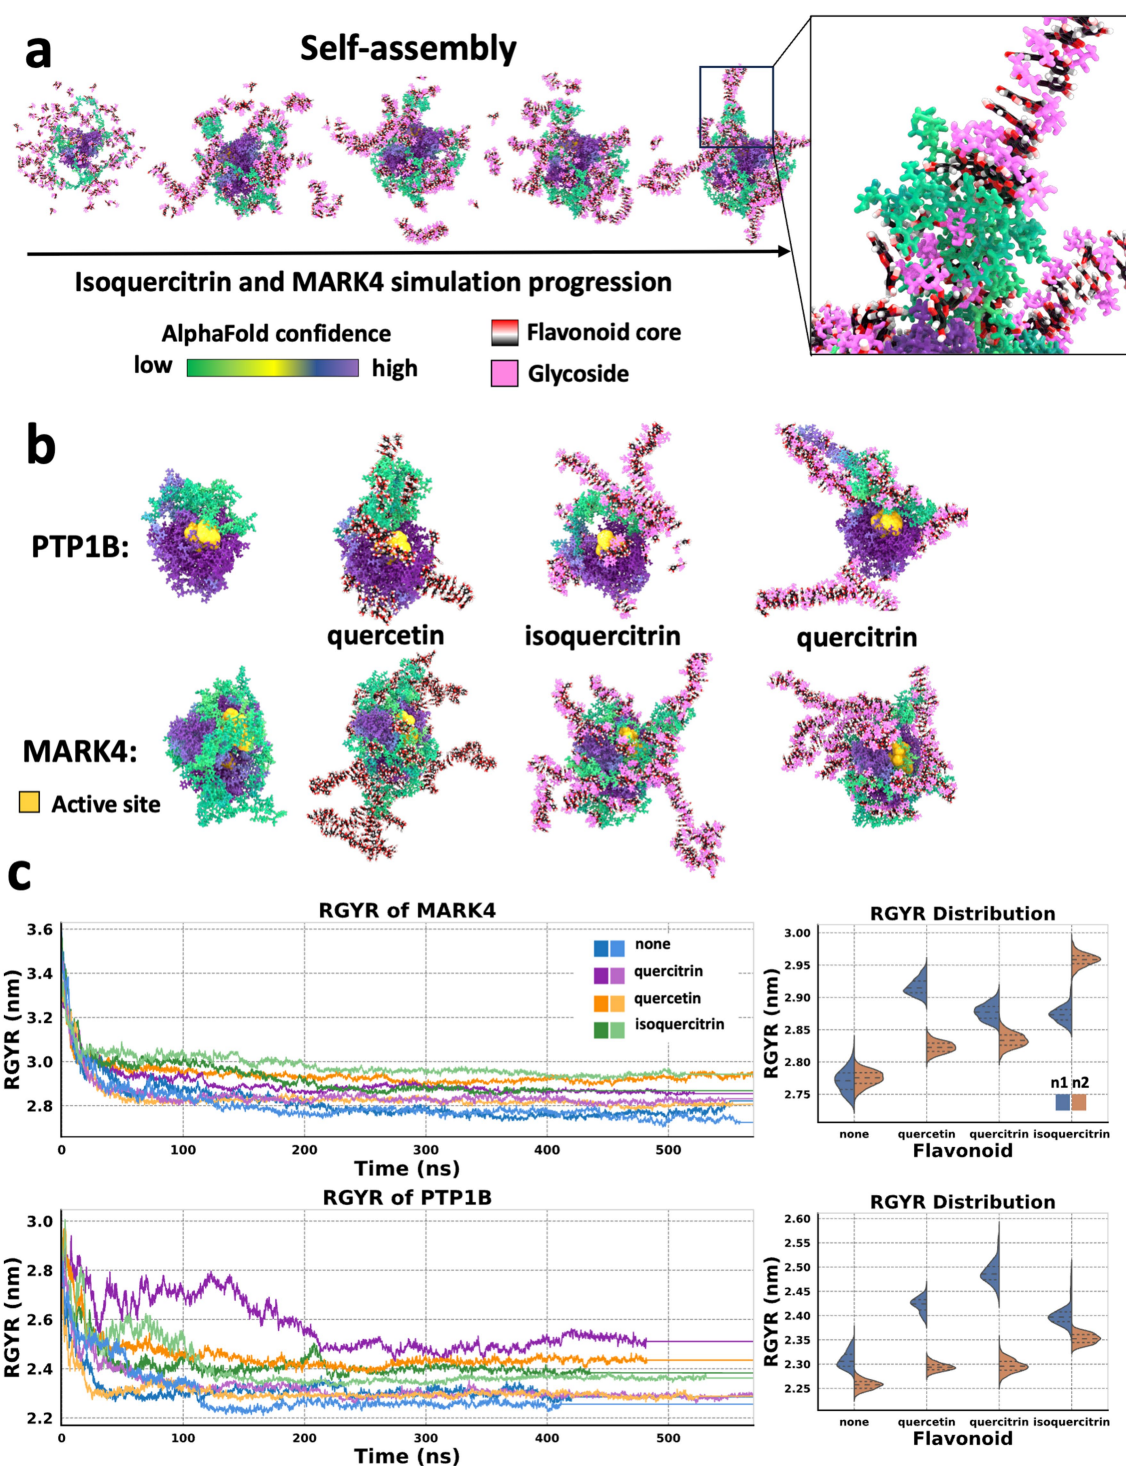 a
Self-assembly
Isoquercitrin and MARK4 simulation progression
AlphaFold confidence
low
high
Flavonoid core
Glycoside
b
PTP1B:
quercetin
isoquercitrin
quercitrin
MARK4:
Active site
c
RGYR of MARK4
RGYR (nm)
3.6
3.4
3.2
3.0
2.8
none
quercitrin
quercetin
isoquercitrin
0
100
200
300
400
500
Time (ns)
RGYR Distribution
RGYR (nm)
3.00
2.95
2.90
2.85
2.80
2.75
n1 n2
none
quercetin
quercitrin
isoquercitrin
Flavonoid
RGYR of PTP1B
RGYR (nm)
3.0
2.8
2.6
2.4
2.2
0
100
200
300
400
500
Time (ns)
RGYR Distribution
RGYR (nm)
2.60
2.55
2.50
2.45
2.40
2.35
2.30
2.25
none
quercetin
quercitrin
isoquercitrin
Flavonoid